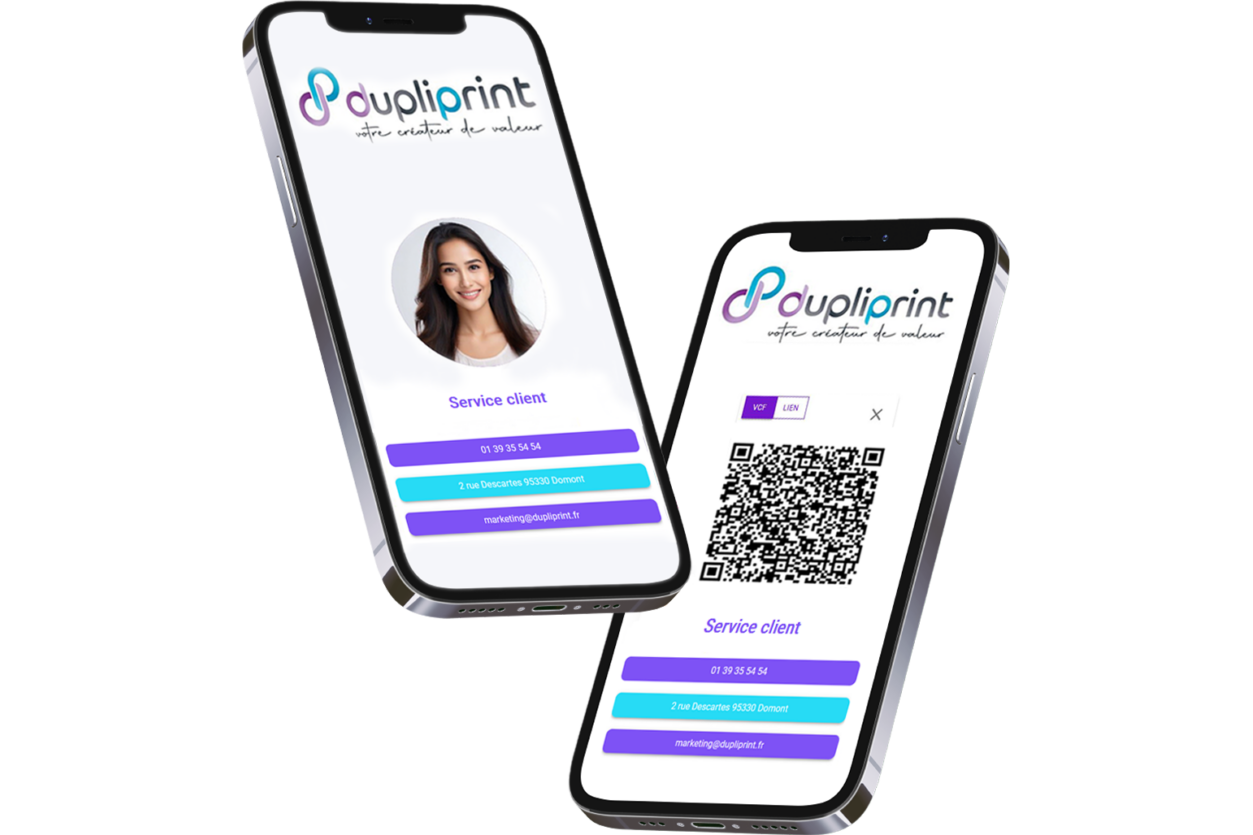 dupliprint
votre créateur de valeur
Service client
01 39 35 54 54
2 rue Descartes 95330 Domont
marketing@dupliprint.fr
dupliprint
votre créateur de valeur
VCF LIEN X
Service client
01 39 35 54 54
2 rue Descartes 95330 Domont
marketing@dupliprint.fr